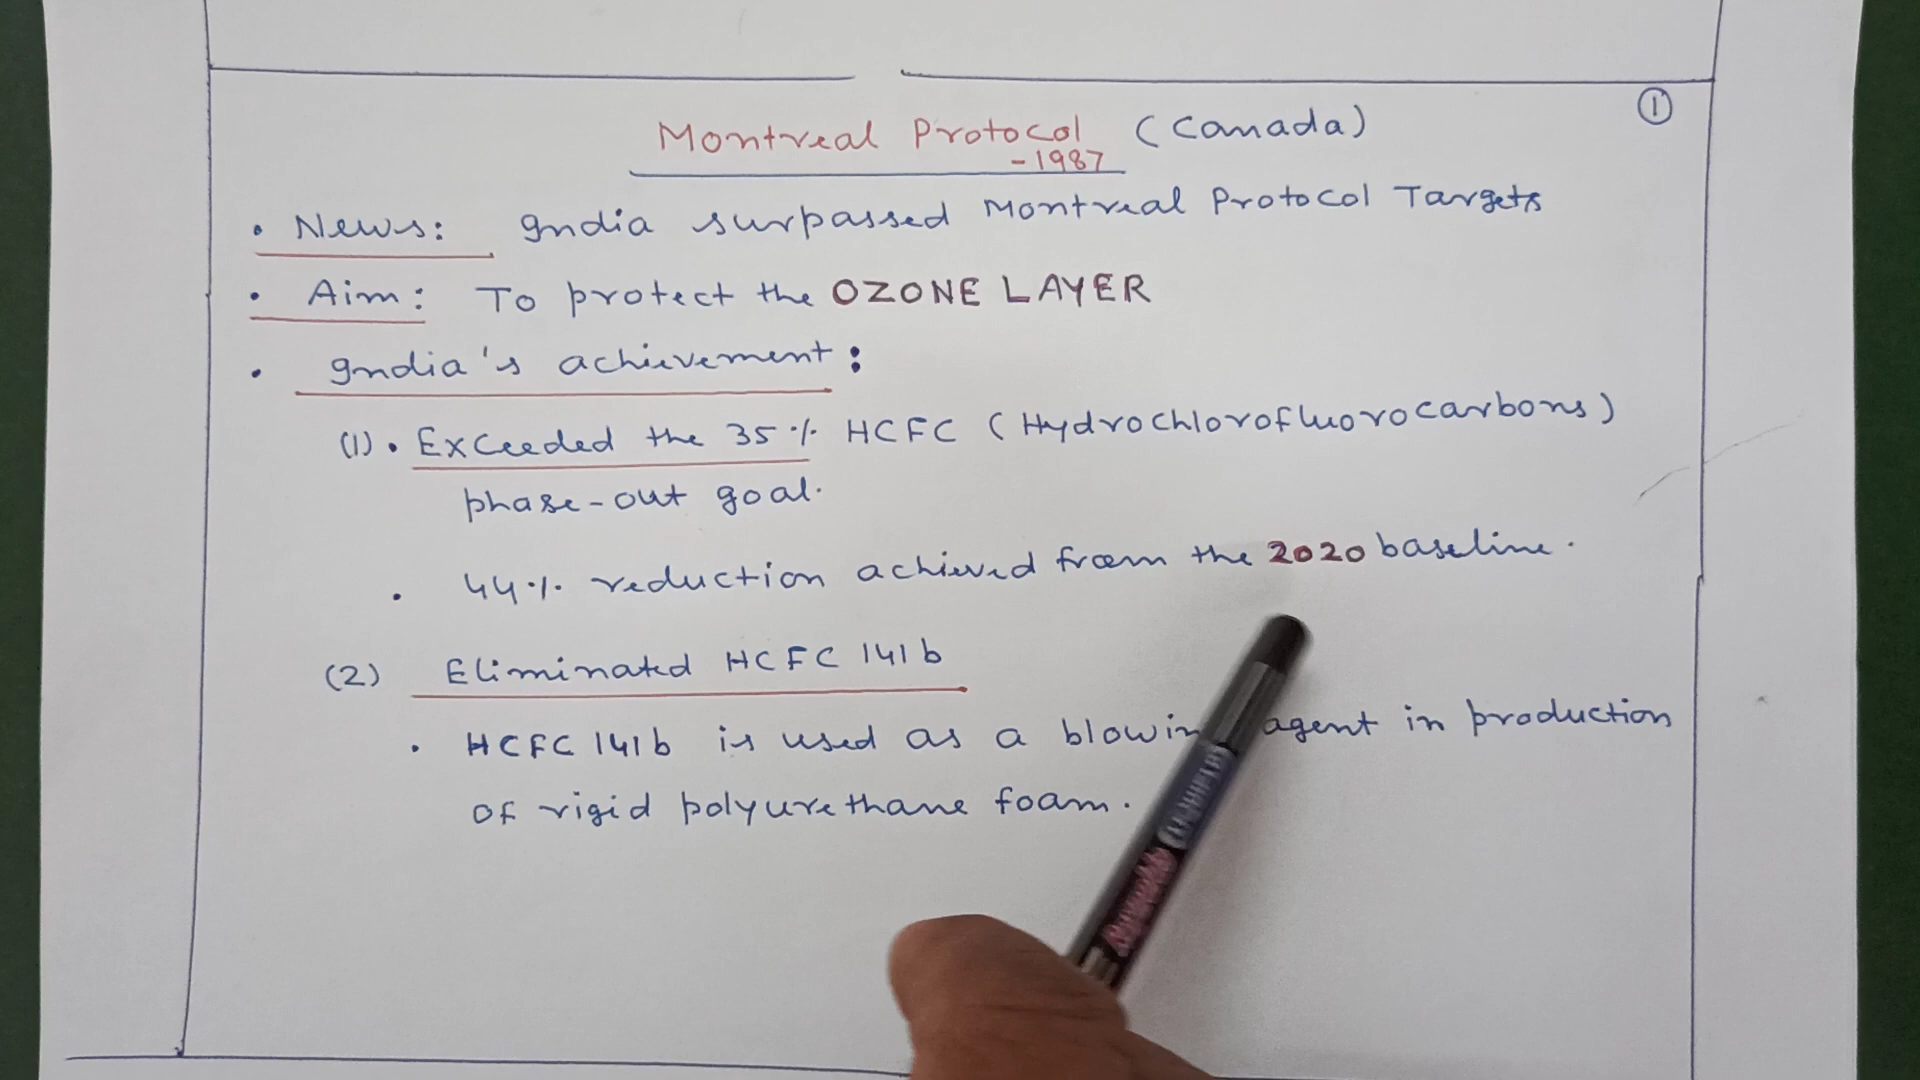 ①
Montreal Protocol (Canada)
- 1987
• News: India surpassed Montreal Protocol Targets
• Aim: To protect the OZONE LAYER
• India's achievement:
(1) • Exceeded the 35% HCFC (Hydrochlorofluorocarbons)
phase-out goal.
• 44% reduction achieved from the 2020 baseline.
(2) Eliminated HCFC 141b
• HCFC 141b is used as a blowin agent in production
of rigid polyurethane foam.